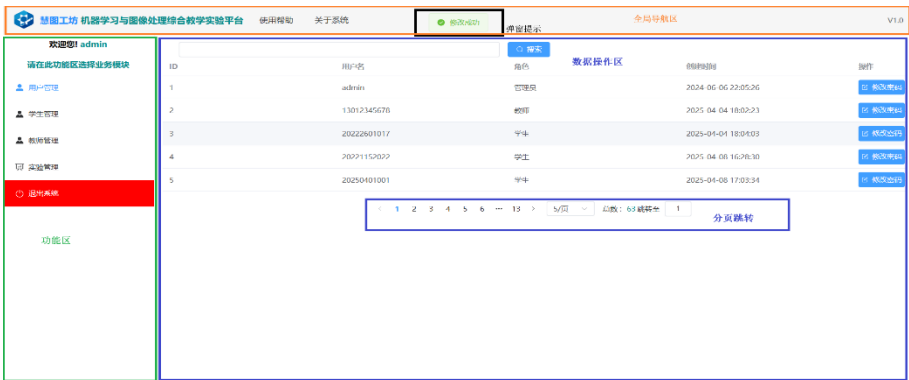 慧图工坊 机器学习与图像处理综合教学实验平台 使用帮助 关于系统 修改成功 弹窗提示 全局导航区 V1.0
欢迎您! admin
请在此功能区选择业务模块
用户管理
学生管理
教师管理
实验管理
退出系统
功能区
搜索 数据操作区
ID 用户名 角色 创建时间 操作
1 admin 管理员 2024-06-06 22:05:26 修改密码
2 13012345678 教师 2025-04-04 18:02:23 修改密码
3 20222601017 学生 2025-04-04 18:04:03 修改密码
4 20221152022 学生 2025-04-08 16:28:30 修改密码
5 20250401001 学生 2025-04-08 17:03:34 修改密码
1 2 3 4 5 6 ··· 13 5/页 总数: 63 跳转至 1
分页跳转